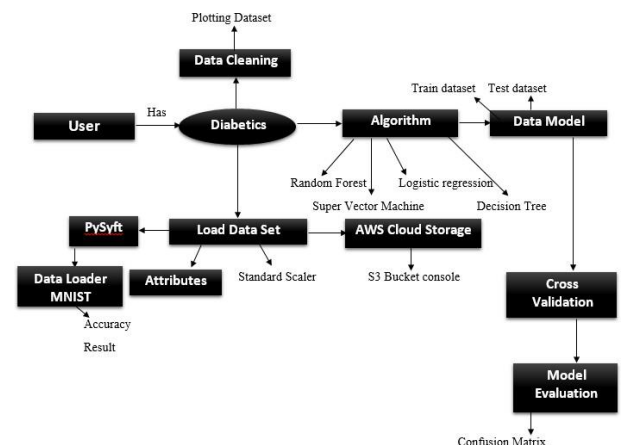 Plotting Dataset
Data Cleaning
Train dataset
Test dataset
User
Has
Diabetics
Algorithm
Data Model
Random Forest
Logistic regression
Super Vector Machine
Decision Tree
PySyft
Load Data Set
AWS Cloud Storage
Data Loader
MNIST
Attributes
Standard Scaler
S3 Bucket console
Cross
Validation
Accuracy
Result
Model
Evaluation
Confusion Matrix